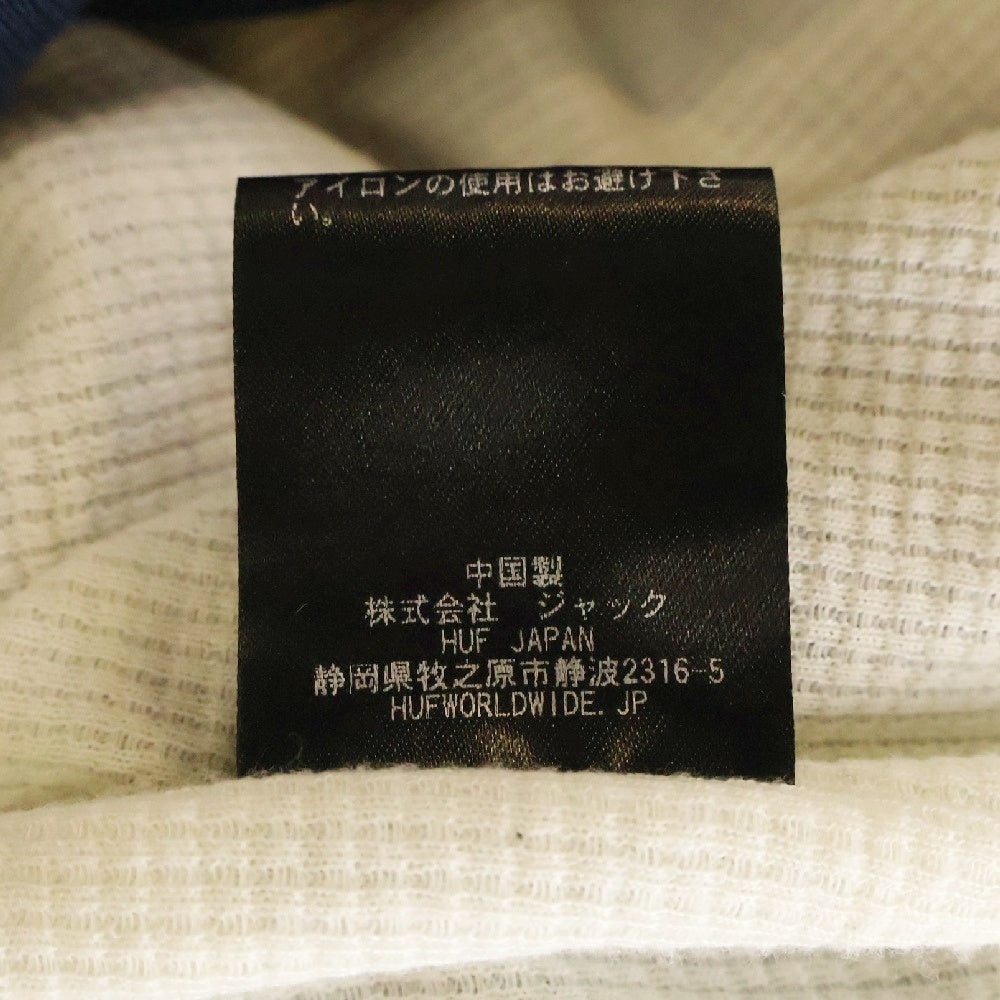 アイロンの使用はお避け下さ
い。
中国製
株式会社　ジャック
HUF JAPAN
静岡県牧之原市静波2316-5
HUFWORLDWIDE.JP